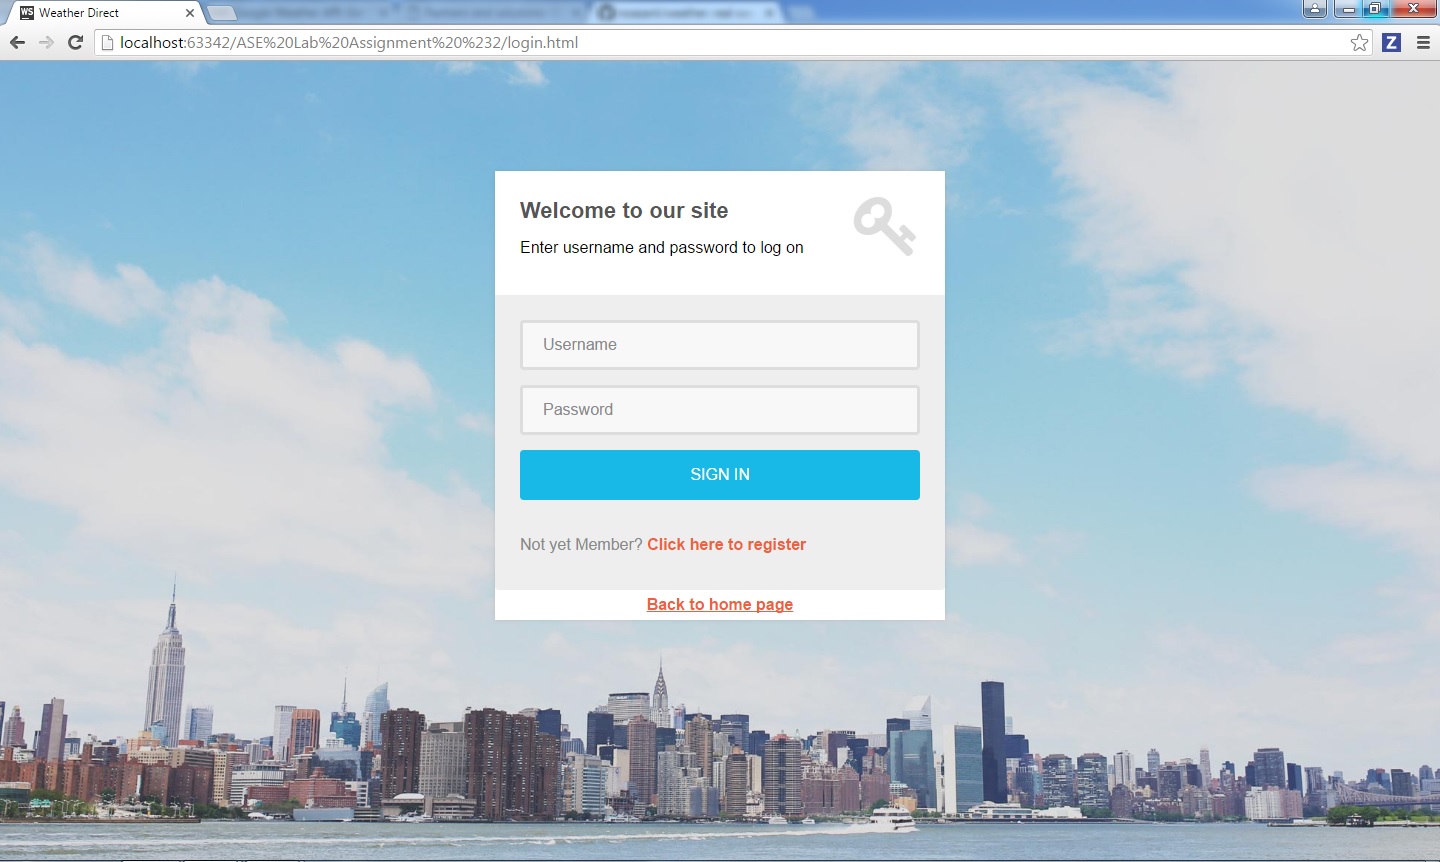 WS Weather Direct
localhost:63342/ASE%20Lab%20Assignment%20%232/login.html
Z
Welcome to our site
Enter username and password to log on
Username
Password
SIGN IN
Not yet Member? Click here to register
Back to home page